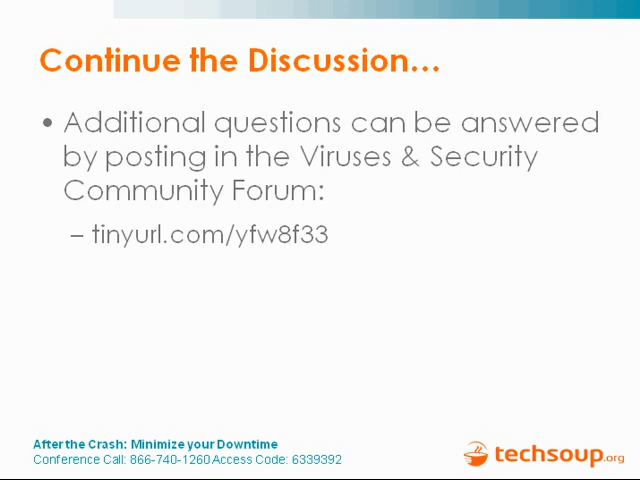 Continue the Discussion…
• Additional questions can be answered
by posting in the Viruses & Security
Community Forum:
– tinyurl.com/yfw8f33
After the Crash: Minimize your Downtime
Conference Call: 866-740-1260 Access Code: 6339392
techsoup.org